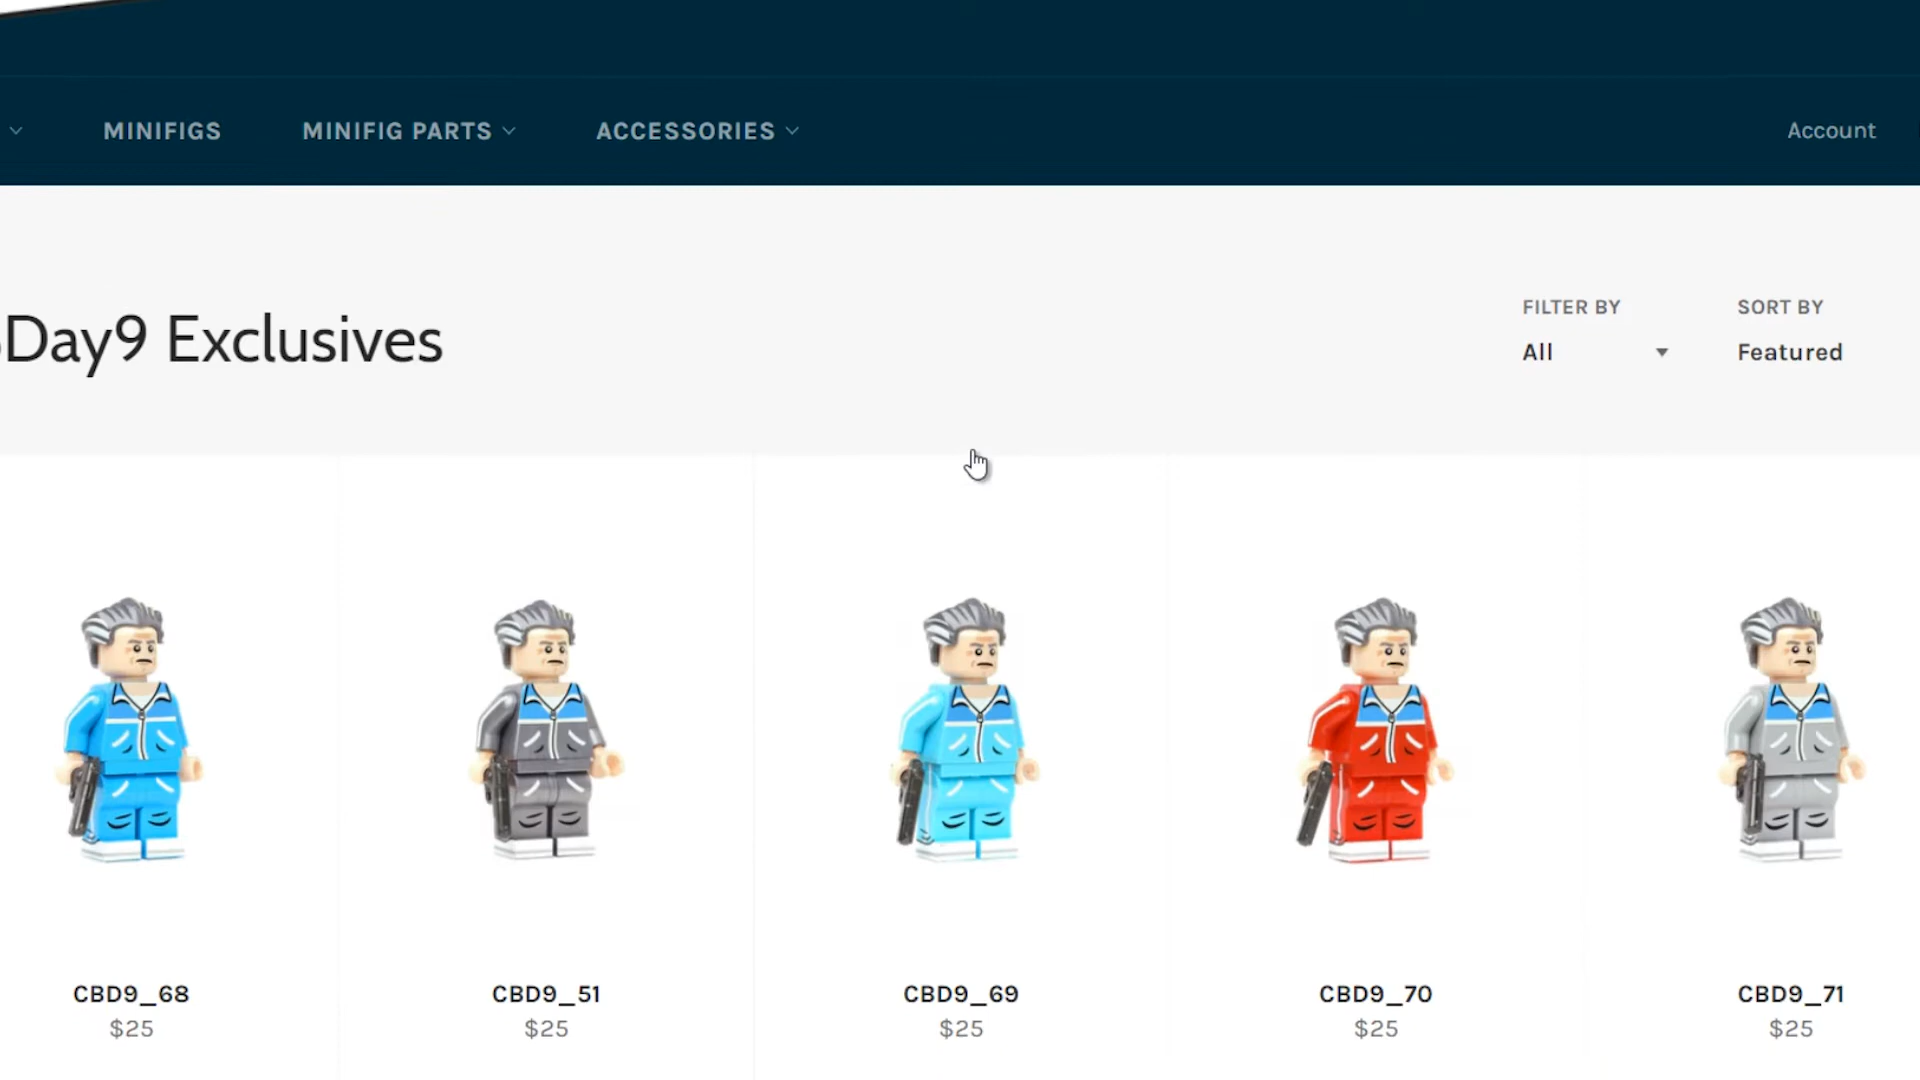 MINIFIGS
MINIFIG PARTS
ACCESSORIES
Account
Day9 Exclusives
FILTER BY
All
SORT BY
Featured
CBD9_68
$25
CBD9_51
$25
CBD9_69
$25
CBD9_70
$25
CBD9_71
$25